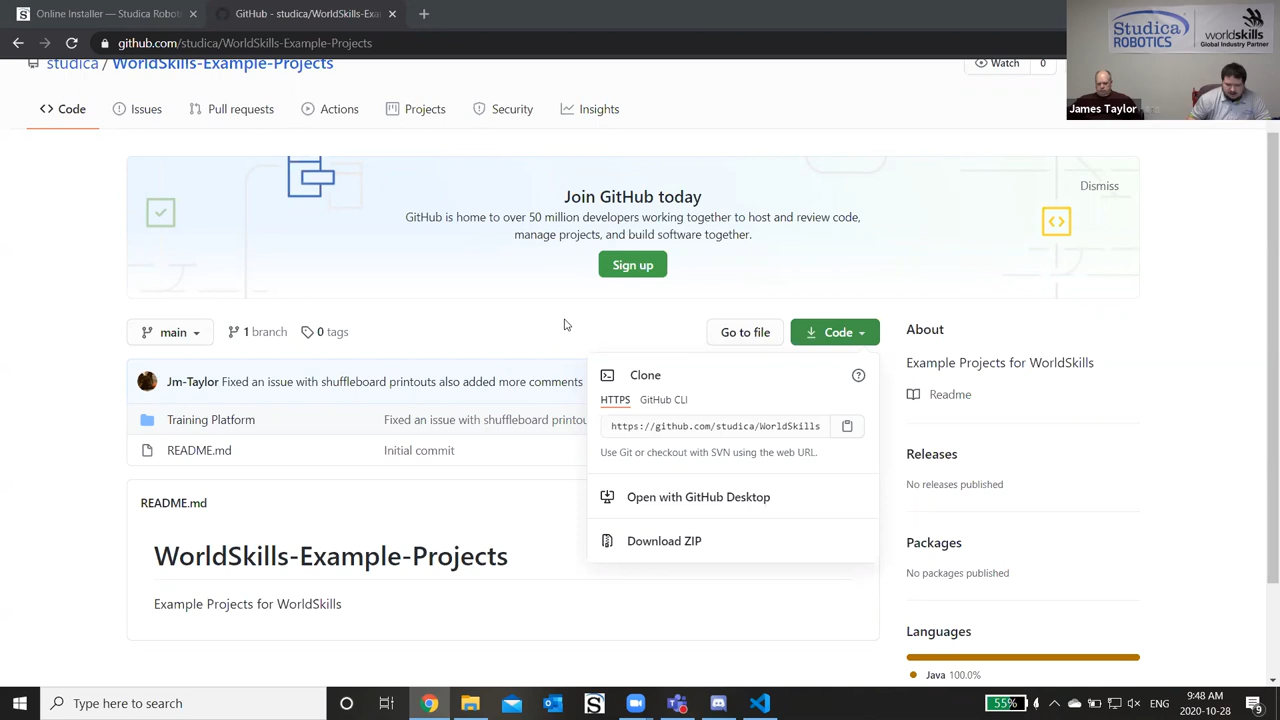 Online Installer — Studica Robot
GitHub - studica/WorldSkills-Exa
github.com/studica/WorldSkills-Example-Projects
Studica
ROBOTICS
worldskills
Global Industry Partner
James Taylor
studica / WorldSkills-Example-Projects
Watch 0
Code Issues Pull requests Actions Projects Security Insights
Join GitHub today
Dismiss
GitHub is home to over 50 million developers working together to host and review code,
manage projects, and build software together.
Sign up
main 1 branch 0 tags
Go to file Code
Jm-Taylor Fixed an issue with shuffleboard printouts also added more comments
Training Platform Fixed an issue with shuffleboard printou
README.md Initial commit
Clone
HTTPS GitHub CLI
https://github.com/studica/WorldSkills
Use Git or checkout with SVN using the web URL.
Open with GitHub Desktop
Download ZIP
README.md
WorldSkills-Example-Projects
Example Projects for WorldSkills
About
Example Projects for WorldSkills
Readme
Releases
No releases published
Packages
No packages published
Languages
Java 100.0%
Type here to search
55%
ENG
9:48 AM
2020-10-28
9